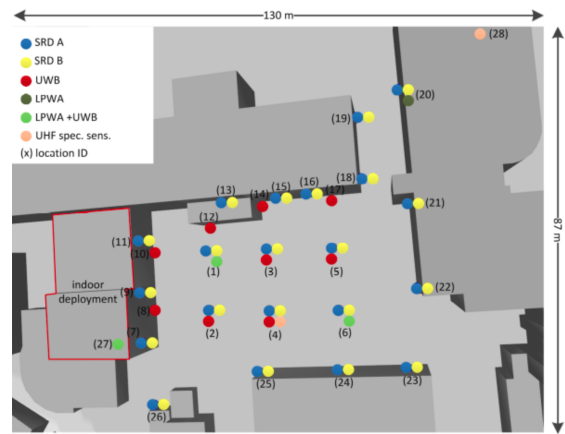 130 m
SRD A
SRD B
UWB
LPWA
LPWA +UWB
UHF spec. sens.
(x) location ID
(28)
(20)
(19)
(18)
(17)
(16)
(15)
(14)
(13)
(12)
(21)
(11)
(10)
(1)
(3)
(5)
indoor
deployment
(9)
(8)
(22)
(7)
(2)
(4)
(6)
(27)
(25)
(24)
(23)
(26)
87 m